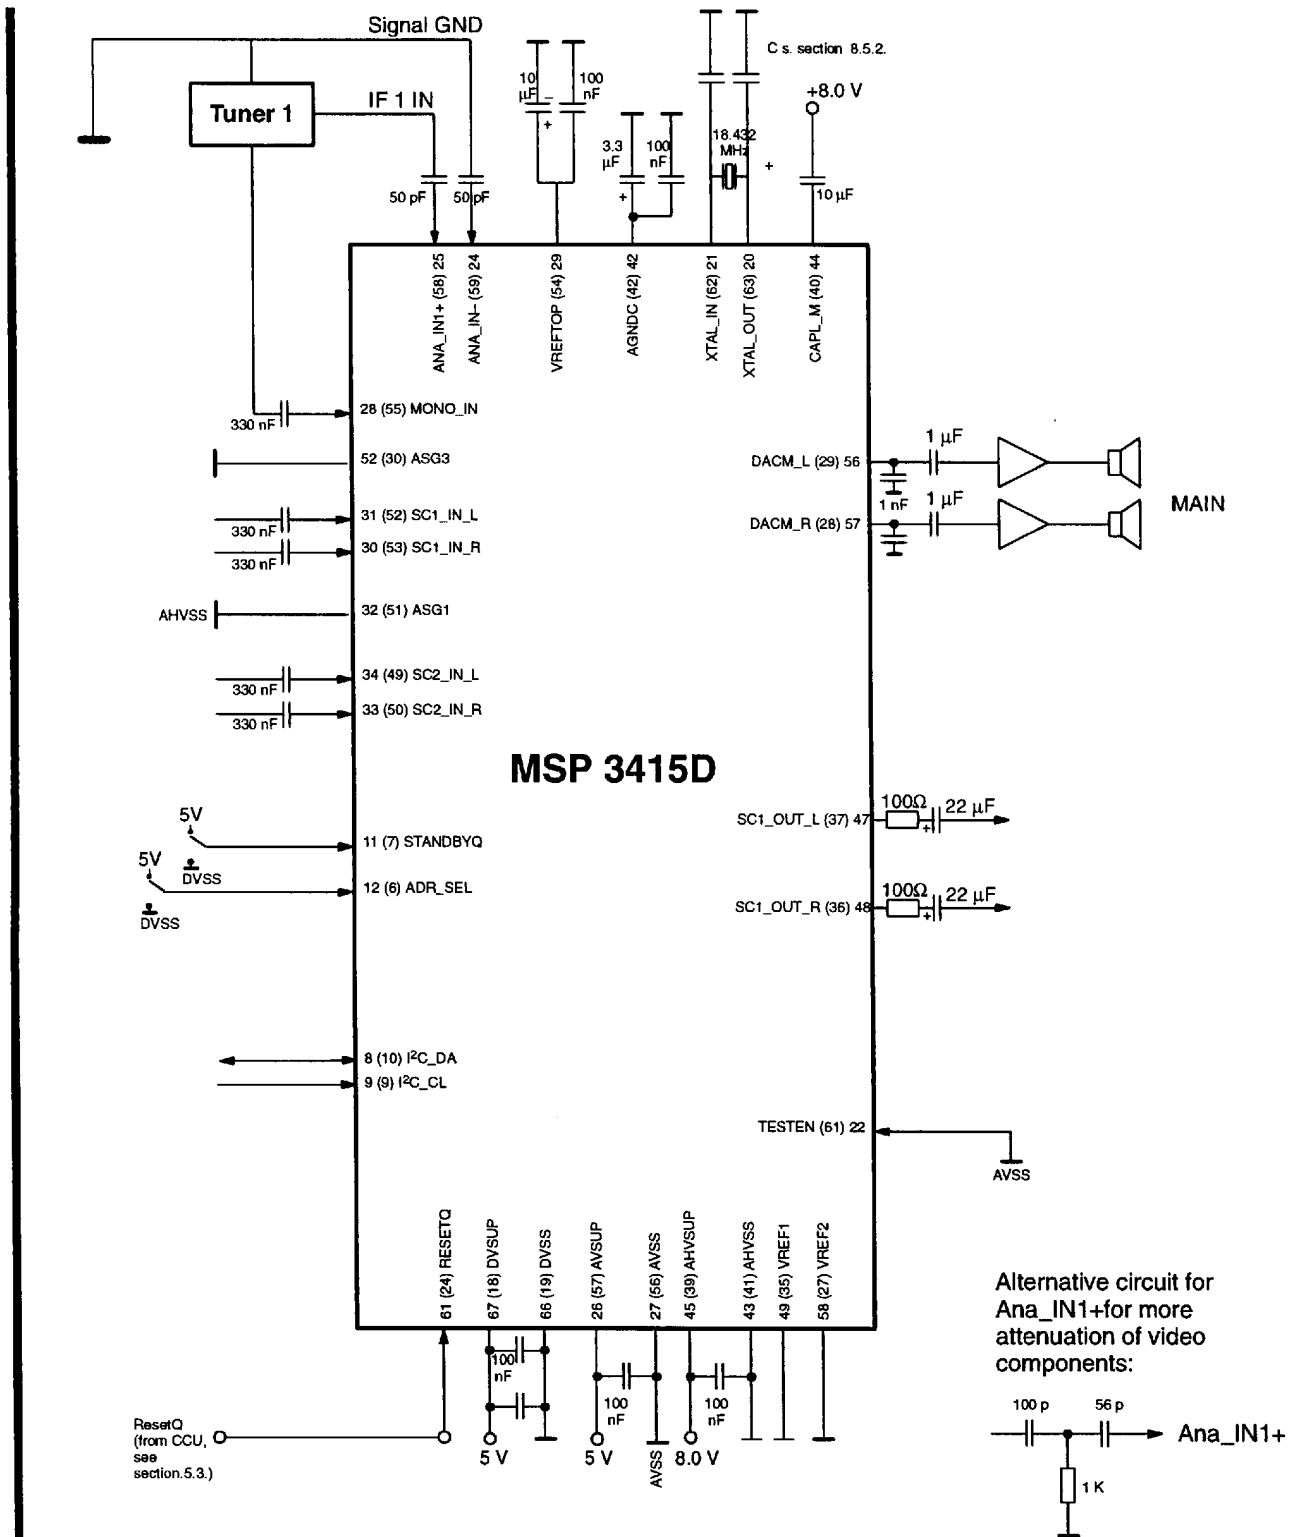 Signal GND
C s. section 8.5.2.
10
µF
–
+
100
nF
+8.0 V
Tuner 1
IF 1 IN
3.3
µF
+
100
nF
18.432
MHz
+
50 pF
50 pF
10 µF
ANA_IN1+ (58) 25
ANA_IN– (59) 24
VREFTOP (54) 29
AGNDC (42) 42
XTAL_IN (62) 21
XTAL_OUT (63) 20
CAPL_M (40) 44
330 nF
28 (55) MONO_IN
52 (30) ASG3
330 nF
31 (52) SC1_IN_L
330 nF
30 (53) SC1_IN_R
AHVSS
32 (51) ASG1
330 nF
34 (49) SC2_IN_L
330 nF
33 (50) SC2_IN_R
DACM_L (29) 56
1 µF
1 nF
DACM_R (28) 57
1 µF
MAIN
MSP 3415D
5V
DVSS
11 (7) STANDBYQ
5V
DVSS
12 (6) ADR_SEL
SC1_OUT_L (37) 47
100Ω
+
22 µF
SC1_OUT_R (36) 48
100Ω
+
22 µF
8 (10) I²C_DA
9 (9) I²C_CL
TESTEN (61) 22
AVSS
61 (24) RESETQ
67 (18) DVSUP
66 (19) DVSS
26 (57) AVSUP
27 (56) AVSS
45 (39) AHVSUP
43 (41) AHVSS
49 (35) VREF1
58 (27) VREF2
100
nF
100
nF
100
nF
ResetQ
(from CCU,
see
section.5.3.)
5 V
5 V
AVSS
8.0 V
Alternative circuit for
Ana_IN1+for more
attenuation of video
components:
100 p
56 p
Ana_IN1+
1 K